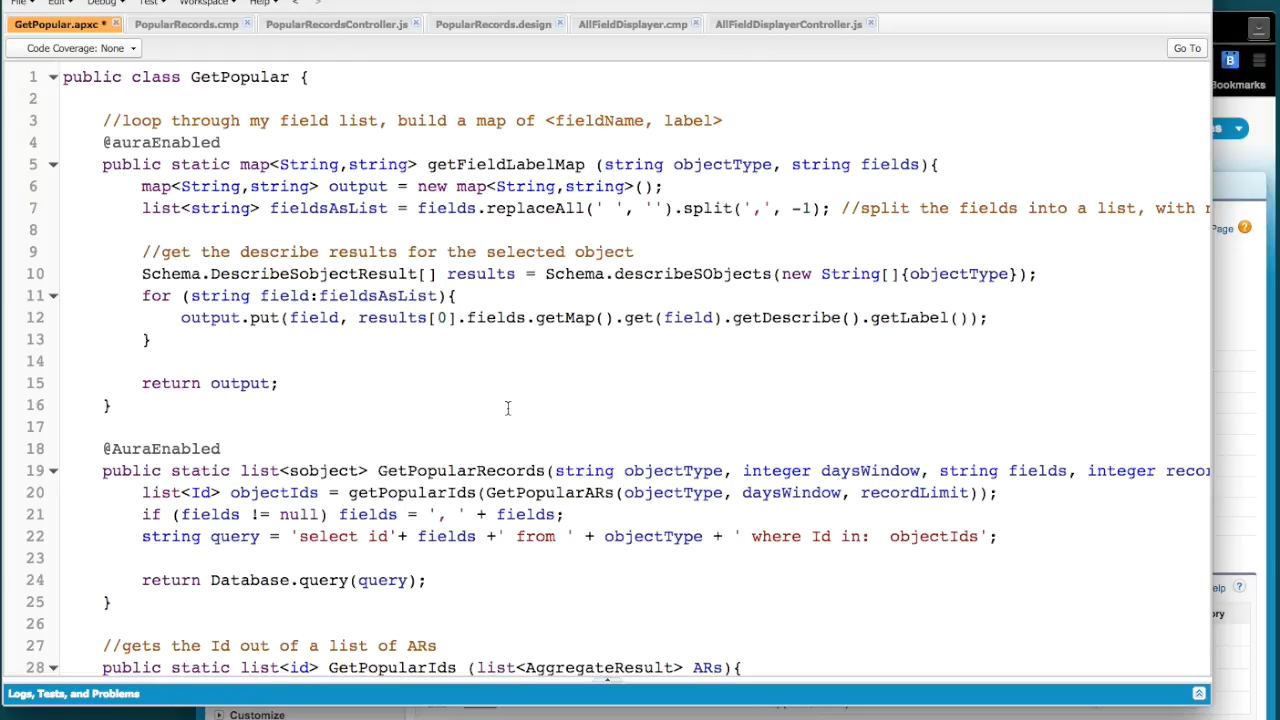 File Edit Debug Test Workspace Help < >
GetPopular.apxc * PopularRecords.cmp PopularRecordsController.js PopularRecords.design AllFieldDisplayer.cmp AllFieldDisplayerController.js
Code Coverage: None Go To
1 public class GetPopular {
2
3 //loop through my field list, build a map of <fieldName, label>
4 @auraEnabled
5 public static map<String,string> getFieldLabelMap (string objectType, string fields){
6 map<String,string> output = new map<String,string>();
7 list<string> fieldsAsList = fields.replaceAll(' ', '').split(',', -1); //split the fields into a list, with
8
9 //get the describe results for the selected object
10 Schema.DescribeSobjectResult[] results = Schema.describeSObjects(new String[]{objectType});
11 for (string field:fieldsAsList){
12 output.put(field, results[0].fields.getMap().get(field).getDescribe().getLabel());
13 }
14
15 return output;
16 }
17
18 @AuraEnabled
19 public static list<sobject> GetPopularRecords(string objectType, integer daysWindow, string fields, integer reco
20 list<Id> objectIds = getPopularIds(GetPopularARs(objectType, daysWindow, recordLimit));
21 if (fields != null) fields = ', ' + fields;
22 string query = 'select id'+ fields +' from ' + objectType + ' where Id in: objectIds';
23
24 return Database.query(query);
25 }
26
27 //gets the Id out of a list of ARs
28 public static list<id> GetPopularIds (list<AggregateResult> ARs){
Logs, Tests, and Problems
Customize
B
Bookmarks
Page ?
elp ?
ory